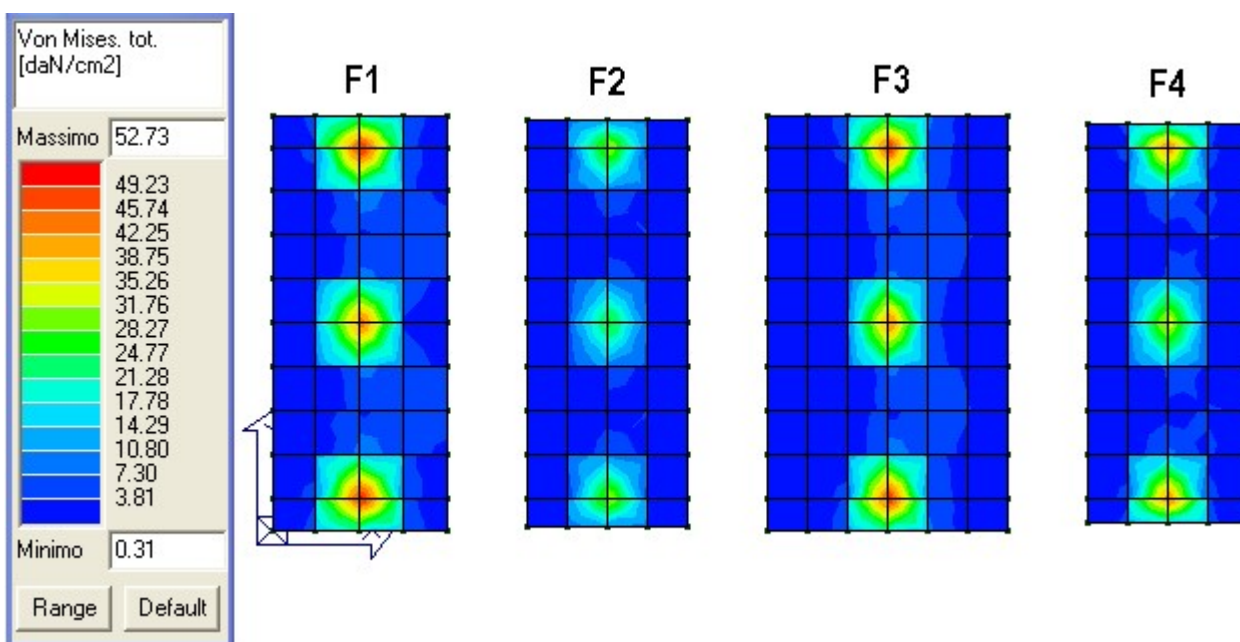 Von Mises. tot.
[daN/cm2]
Massimo 52.73
49.23
45.74
42.25
38.75
35.26
31.76
28.27
24.77
21.28
17.78
14.29
10.80
7.30
3.81
Minimo 0.31
Range Default
F1 F2 F3 F4